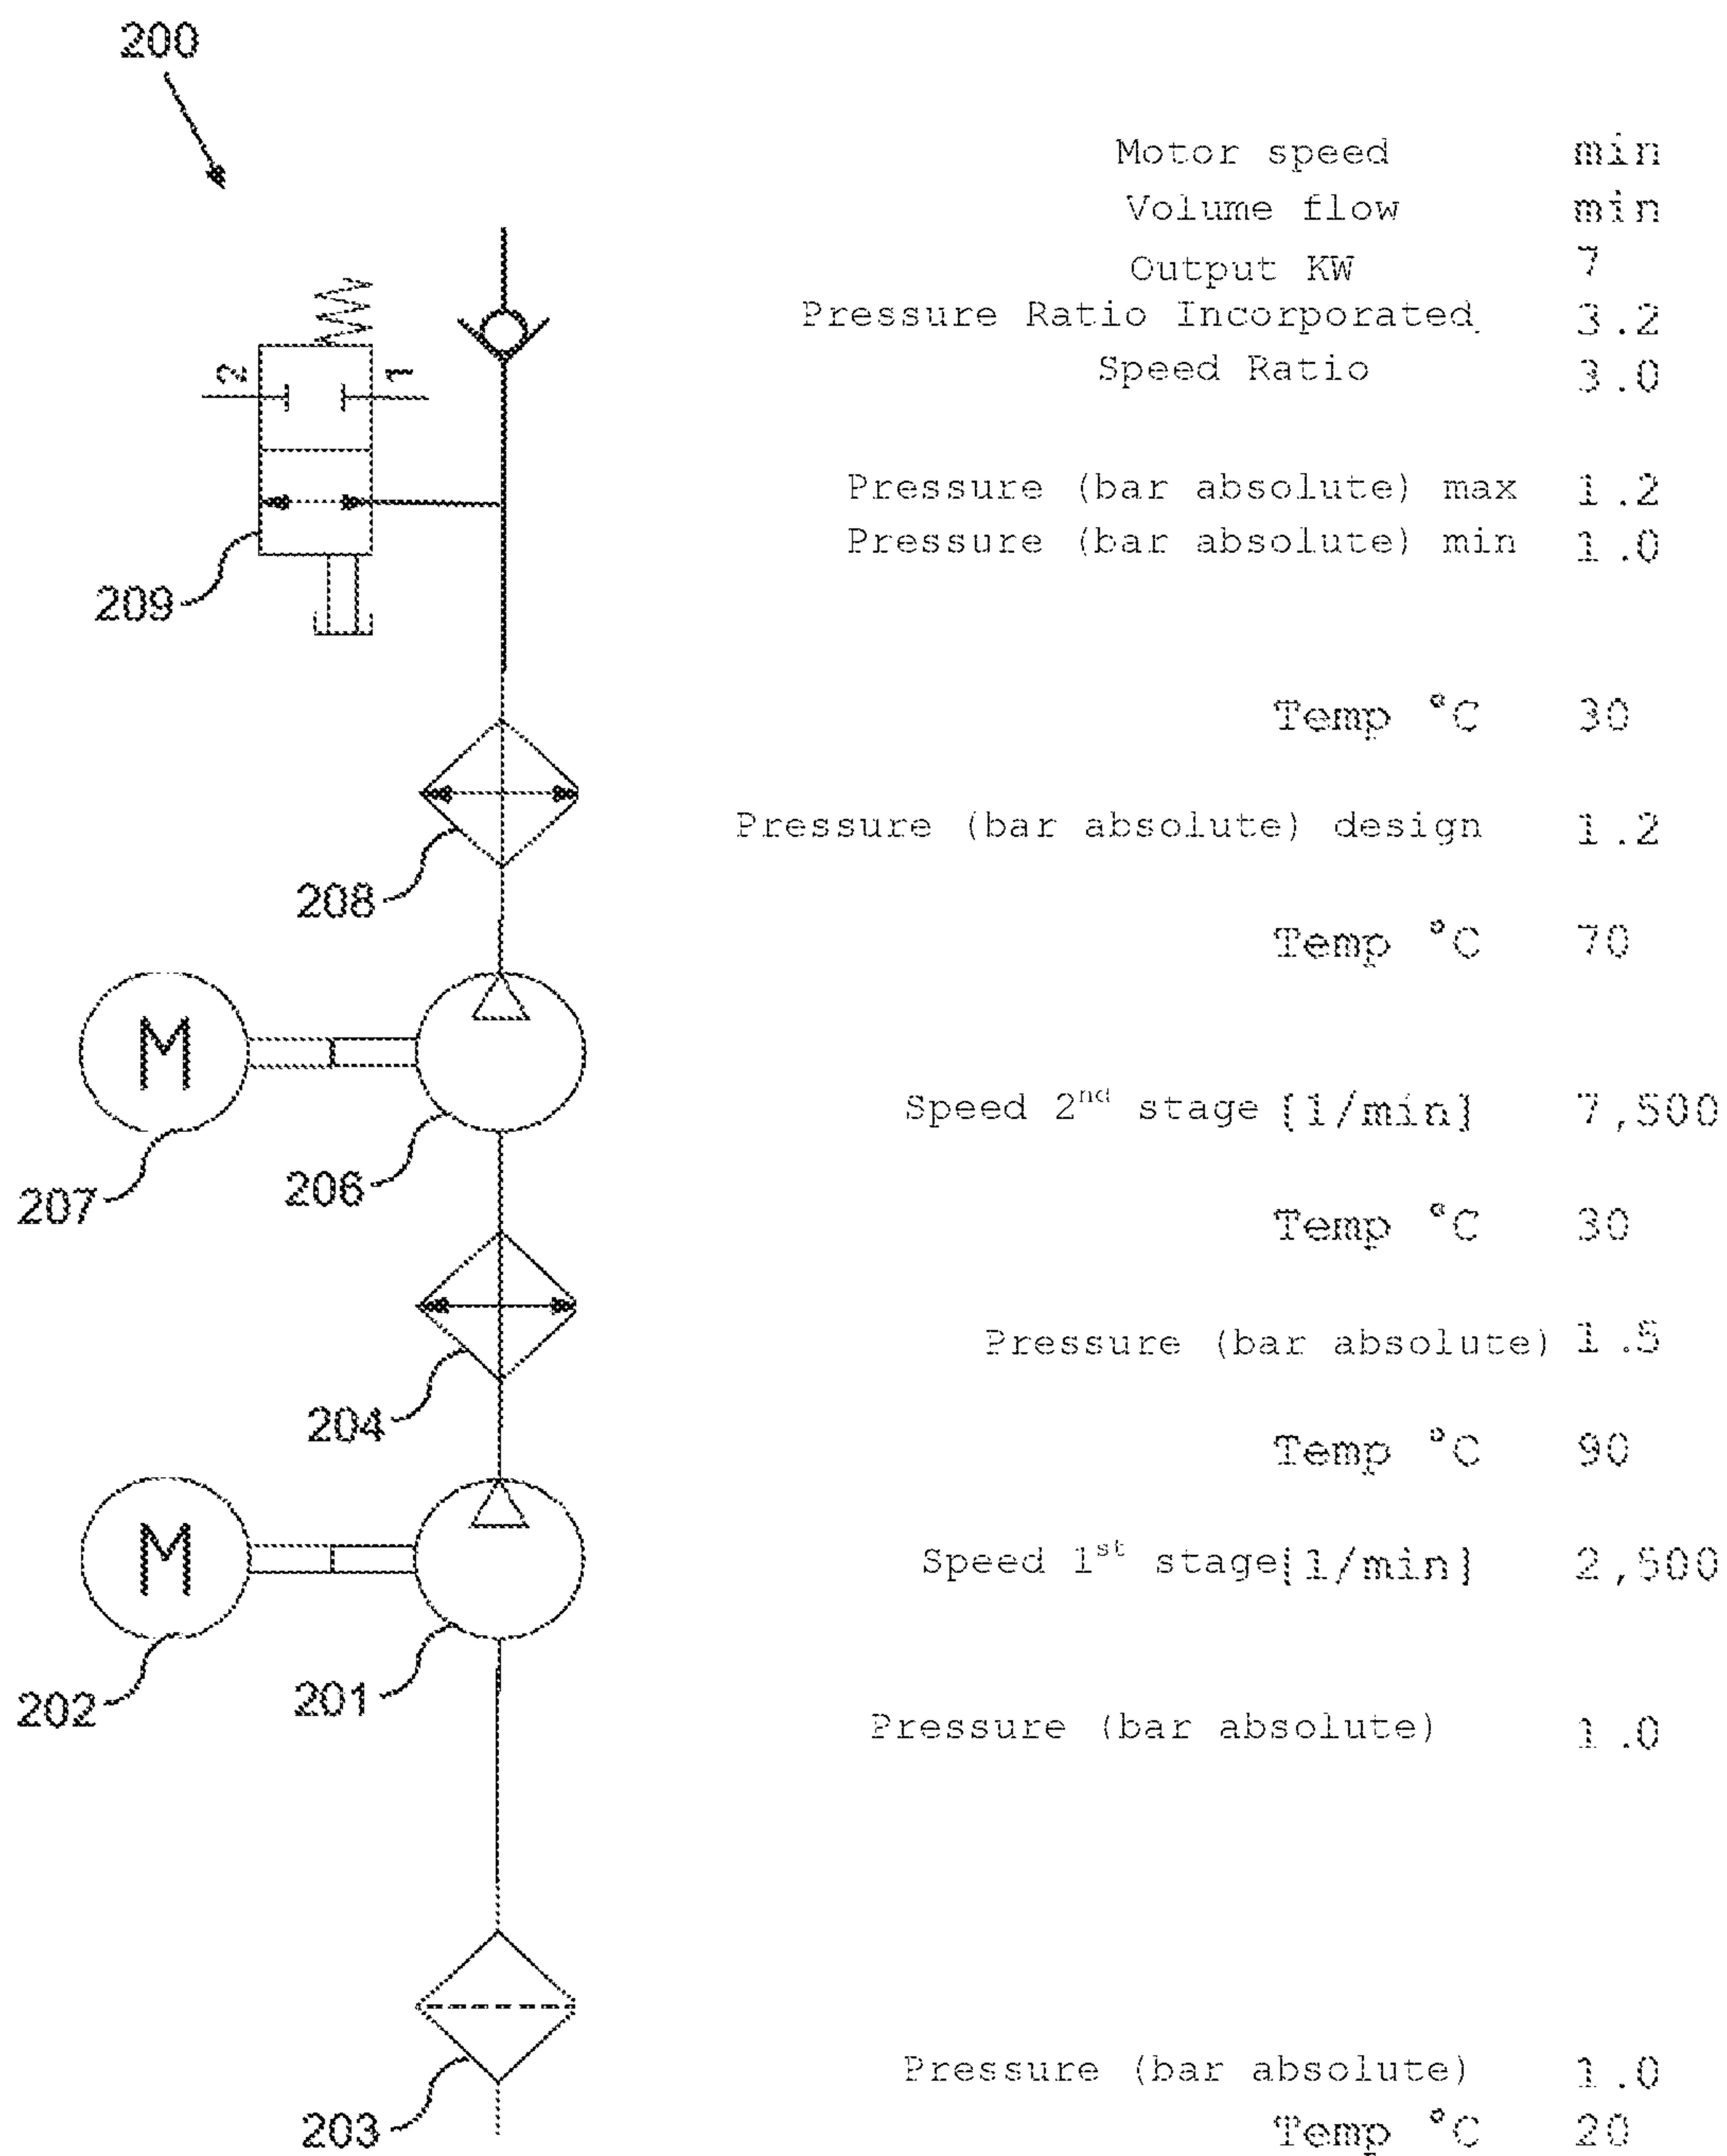 200
Motor speed min
Volume flow min
Output KW 7
Pressure Ratio Incorporated 3.2
Speed Ratio 3.0
2 1
Pressure (bar absolute) max 1.2
Pressure (bar absolute) min 1.0
209
Temp °C 30
Pressure (bar absolute) design 1.2
208
Temp °C 70
M
Speed 2nd stage [1/min] 7,500
207
206
Temp °C 30
Pressure (bar absolute) 1.5
204
Temp °C 90
M
Speed 1st stage[1/min] 2,500
202
201
Pressure (bar absolute) 1.0
Pressure (bar absolute) 1.0
203
Temp °C 20